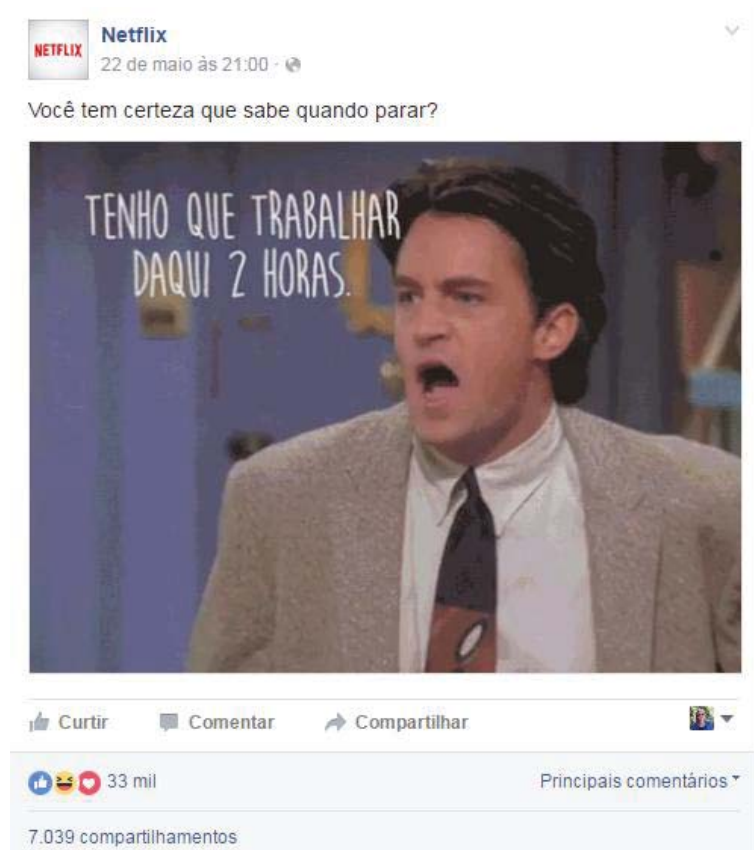 NETFLIX
Netflix
22 de maio às 21:00 ·
Você tem certeza que sabe quando parar?
TENHO QUE TRABALHAR
DAQUI 2 HORAS.
Curtir Comentar Compartilhar
33 mil Principais comentários
7.039 compartilhamentos